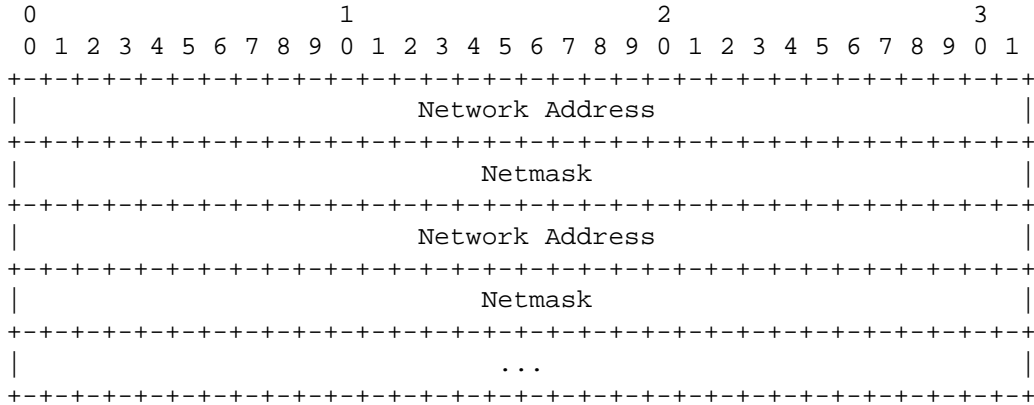 0                   1                   2                   3
 0 1 2 3 4 5 6 7 8 9 0 1 2 3 4 5 6 7 8 9 0 1 2 3 4 5 6 7 8 9 0 1
+-+-+-+-+-+-+-+-+-+-+-+-+-+-+-+-+-+-+-+-+-+-+-+-+-+-+-+-+-+-+-+-+
|                         Network Address                       |
+-+-+-+-+-+-+-+-+-+-+-+-+-+-+-+-+-+-+-+-+-+-+-+-+-+-+-+-+-+-+-+-+
|                             Netmask                           |
+-+-+-+-+-+-+-+-+-+-+-+-+-+-+-+-+-+-+-+-+-+-+-+-+-+-+-+-+-+-+-+-+
|                         Network Address                       |
+-+-+-+-+-+-+-+-+-+-+-+-+-+-+-+-+-+-+-+-+-+-+-+-+-+-+-+-+-+-+-+-+
|                             Netmask                           |
+-+-+-+-+-+-+-+-+-+-+-+-+-+-+-+-+-+-+-+-+-+-+-+-+-+-+-+-+-+-+-+-+
|                              ...                              |
+-+-+-+-+-+-+-+-+-+-+-+-+-+-+-+-+-+-+-+-+-+-+-+-+-+-+-+-+-+-+-+-+